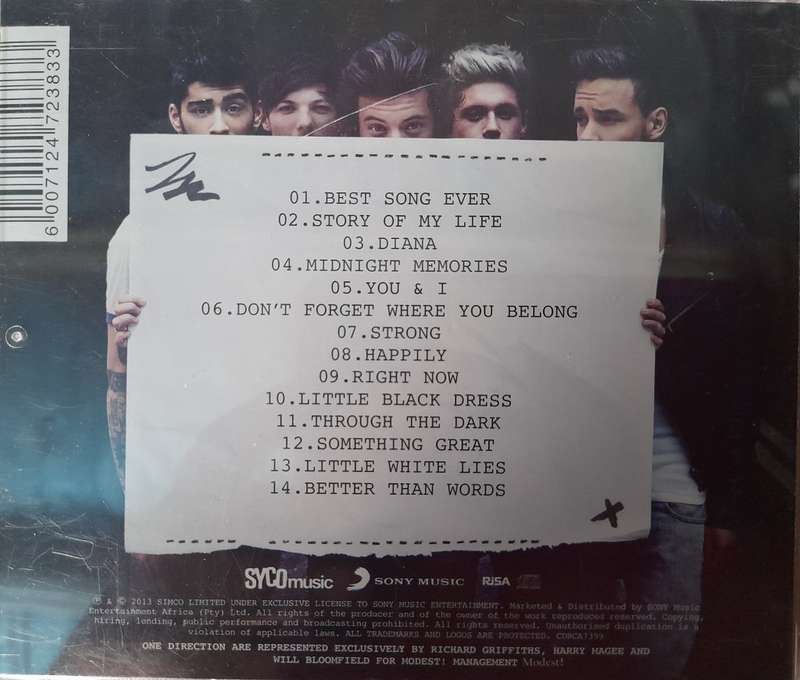 6007124723833
01.BEST SONG EVER
02.STORY OF MY LIFE
03.DIANA
04.MIDNIGHT MEMORIES
05.YOU & I
06.DON'T FORGET WHERE YOU BELONG
07.STRONG
08.HAPPILY
09.RIGHT NOW
10.LITTLE BLACK DRESS
11.THROUGH THE DARK
12.SOMETHING GREAT
13.LITTLE WHITE LIES
14.BETTER THAN WORDS
SYCOmusic SONY MUSIC RiSA
℗ & © 2013 SIMCO LIMITED UNDER EXCLUSIVE LICENSE TO SONY MUSIC ENTERTAINMENT. Marketed & Distributed by SONY Music
Entertainment Africa (Pty) Ltd. All rights of the producer and of the owner of the work reproduced reserved. Copying,
hiring, lending, public performance and broadcasting prohibited. All rights reserved. Unauthorised duplication is a
violation of applicable laws. ALL TRADEMARKS AND LOGOS ARE PROTECTED. CDRCA7399
ONE DIRECTION ARE REPRESENTED EXCLUSIVELY BY RICHARD GRIFFITHS, HARRY MAGEE AND
WILL BLOOMFIELD FOR MODEST! MANAGEMENT Modest!